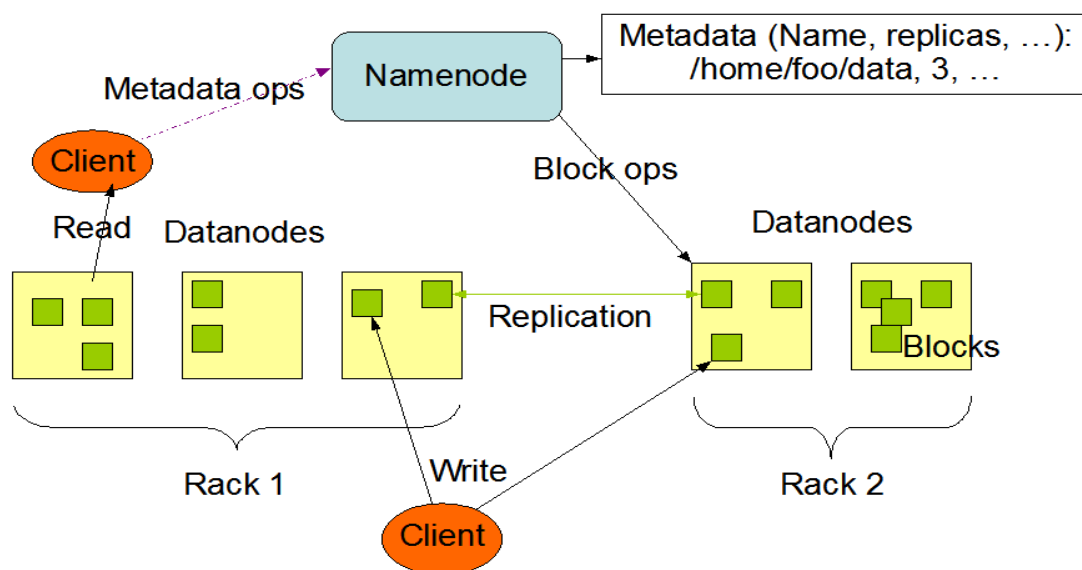 Metadata (Name, replicas, …):
/home/foo/data, 3, …
Namenode
Metadata ops
Client
Block ops
Read
Datanodes
Datanodes
Replication
Blocks
Rack 1
Write
Rack 2
Client